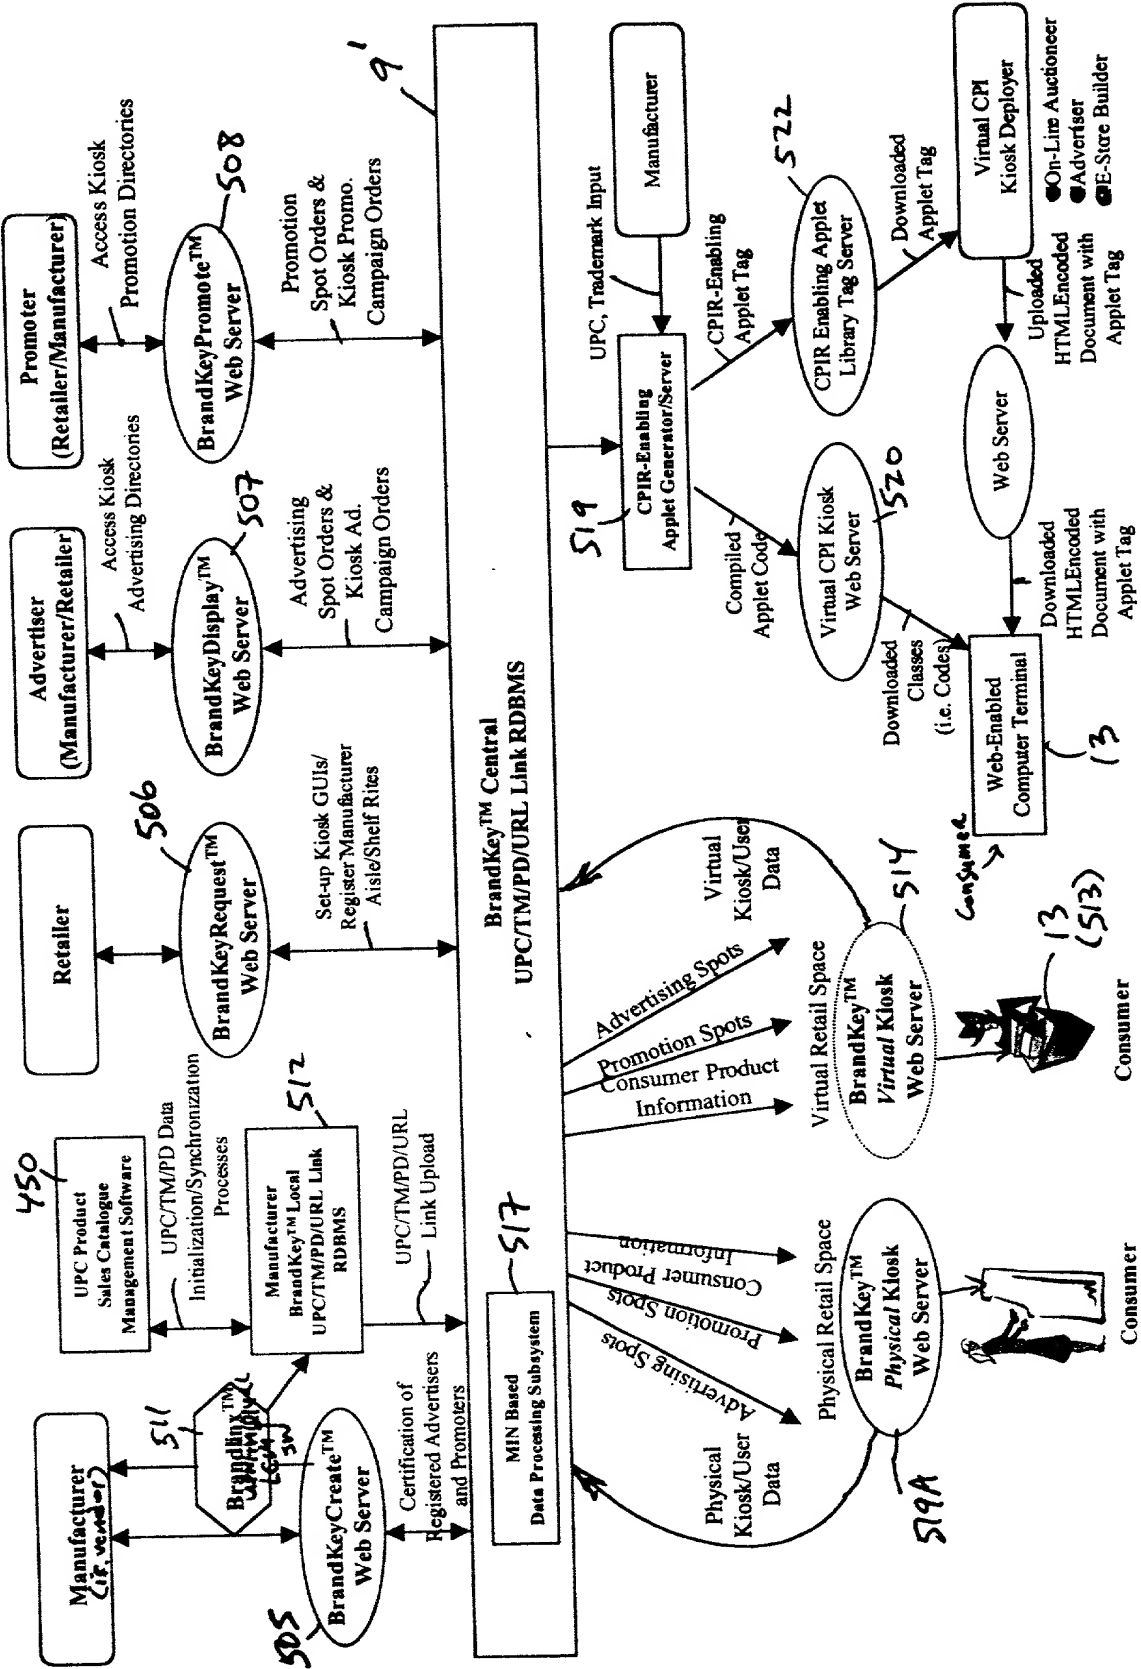 Manufacturer
(ie. vendor)
511
Brandlinx™
505
BrandKeyCreate™
Web Server
Certification of
Registered Advertisers
and Promoters
450
UPC Product
Sales Catalogue
Management Software
UPC/TM/PD Data
Initialization/Synchronization
Processes
512
Manufacturer
BrandKey™ Local
UPC/TM/PD/URL Link
RDBMS
UPC/TM/PD/URL
Link Upload
Retailer
506
BrandKeyRequest™
Web Server
Set-up Kiosk GUIs/
Register Manufacturer
Aisle/Shelf Rites
Advertiser
(Manufacturer/Retailer)
Access Kiosk
Advertising Directories
507
BrandKeyDisplay™
Web Server
Advertising
Spot Orders &
Kiosk Ad.
Campaign Orders
Promoter
(Retailer/Manufacturer)
Access Kiosk
Promotion Directories
508
BrandKeyPromote™
Web Server
Promotion
Spot Orders &
Kiosk Promo.
Campaign Orders
9'
BrandKey™ Central
UPC/TM/PD/URL Link RDBMS
517
MIN Based
Data Processing Subsystem
Physical
Kiosk/User
Data
Advertising Spots
Promotion Spots
Consumer Product
Information
Physical Retail Space
BrandKey™
Physical Kiosk
Web Server
519A
Consumer
Consumer Product
Information
Promotion Spots
Advertising Spots
Virtual
Kiosk/User
Data
Virtual Retail Space
BrandKey™
Virtual Kiosk
Web Server
514
13
(513)
Consumer
519
CPIR-Enabling
Applet Generator/Server
UPC, Trademark Input
Manufacturer
Compiled
Applet Code
CPIR-Enabling
Applet Tag
Virtual CPI Kiosk
Web Server
520
522
CPIR Enabling Applet
Library Tag Server
Downloaded
Classes
(i.e. Codes)
Downloaded
Applet Tag
Consumer
Web-Enabled
Computer Terminal
13
Downloaded
HTMLEncoded
Document with
Applet Tag
Web Server
Uploaded
HTMLEncoded
Document with
Applet Tag
Virtual CPI
Kiosk Deployer
●On-Line Auctioneer
●Adveriser
●E-Store Builder